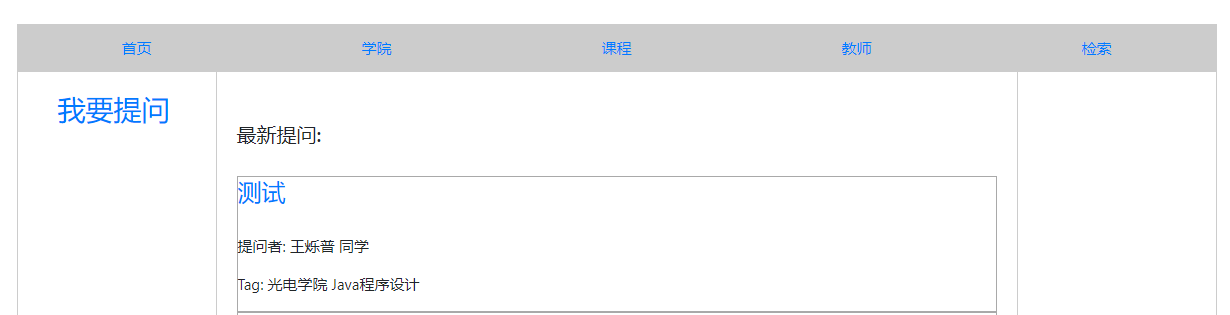 首页 学院 课程 教师 检索
我要提问
最新提问:
测试
提问者: 王烁普 同学
Tag: 光电学院 Java程序设计